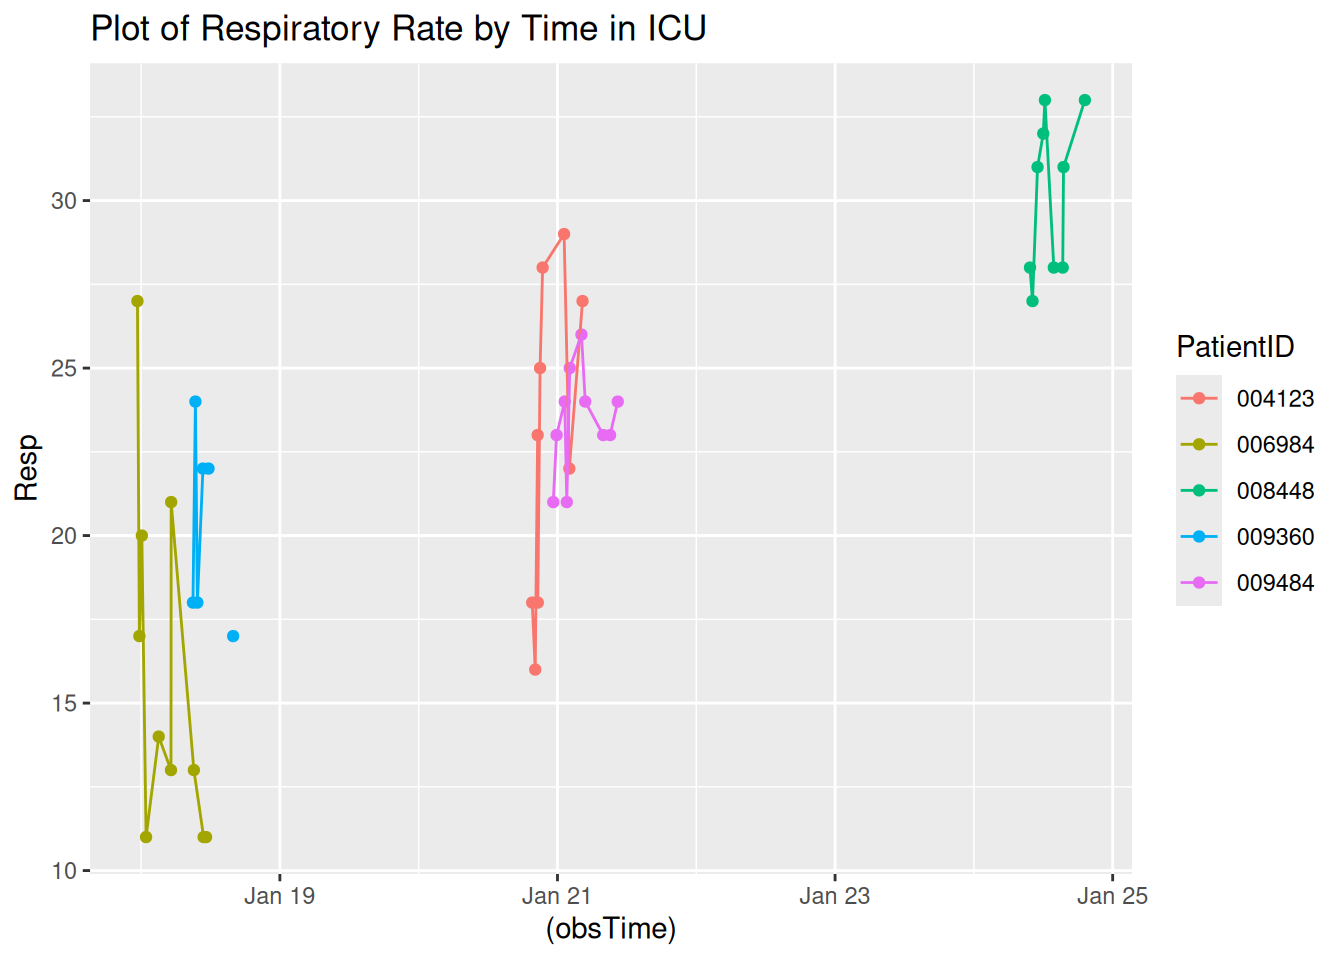 Plot of Respiratory Rate by Time in ICU
Resp
30
25
20
15
10
Jan 19
Jan 21
Jan 23
Jan 25
(obsTime)
PatientID
004123
006984
008448
009360
009484